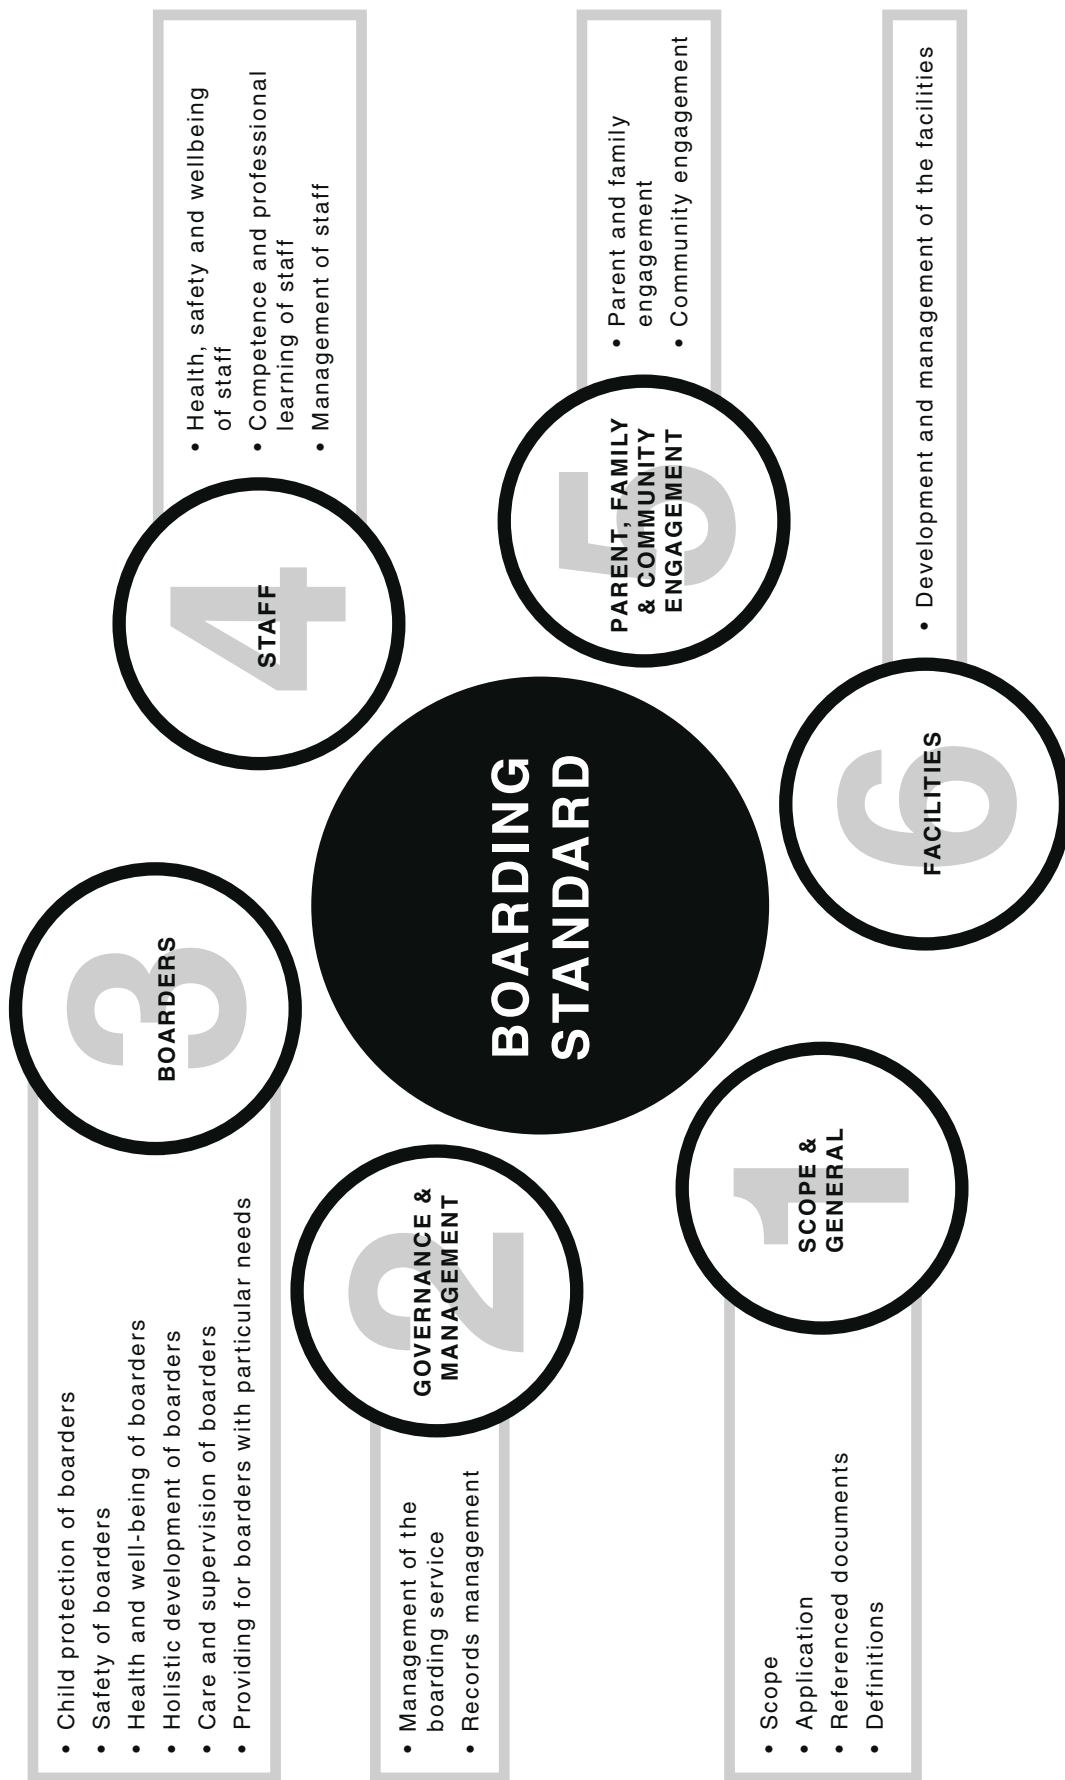 BOARDING
STANDARD
1
SCOPE &
GENERAL
• Scope
• Application
• Referenced documents
• Definitions
2
GOVERNANCE &
MANAGEMENT
• Management of the
boarding service
• Records management
3
BOARDERS
• Child protection of boarders
• Safety of boarders
• Health and well-being of boarders
• Holistic development of boarders
• Care and supervision of boarders
• Providing for boarders with particular needs
4
STAFF
• Health, safety and wellbeing
of staff
• Competence and professional
learning of staff
• Management of staff
5
PARENT, FAMILY
& COMMUNITY
ENGAGEMENT
• Parent and family
engagement
• Community engagement
6
FACILITIES
• Development and management of the facilities